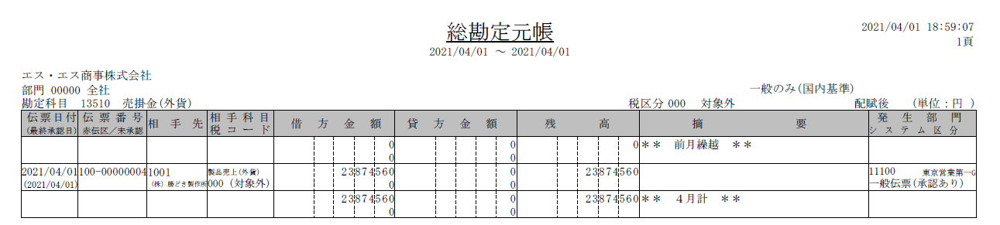 総勘定元帳
2021/04/01 18:59:07
1頁
2021/04/01 ～ 2021/04/01
エス・エス商事株式会社
部門 00000 全社
一般のみ(国内基準)
勘定科目 13510 売掛金(外貨) 税区分 000 対象外 配賦後 (単位：円 )
伝票日付 伝票番号 相手先 相手科目 借方金額 貸方金額 残高 摘要 発生部門
(最終承認日) 赤伝区／未承認 税コード システム区分
0 0 0 ＊＊ 前月繰越 ＊＊
0 0
2021/04/01 100-00000004 1001 製品売上(外貨) 23874560 0 23874560 11100 東京営業第一G
(2021/04/01) (株) 勝どき製作所 000 (対象外) 0 0 一般伝票(承認あり)
23874560 0 23874560 ＊＊ ４月計 ＊＊
0 0